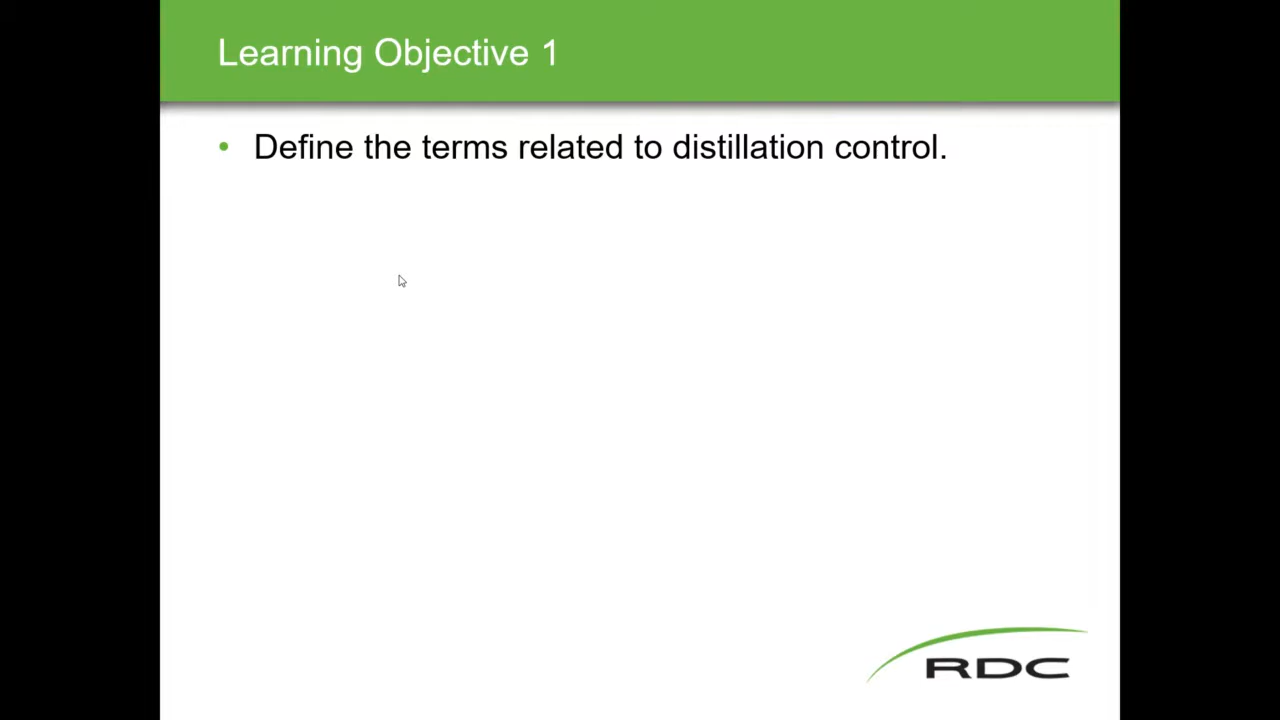 Learning Objective 1
• Define the terms related to distillation control.
RDC